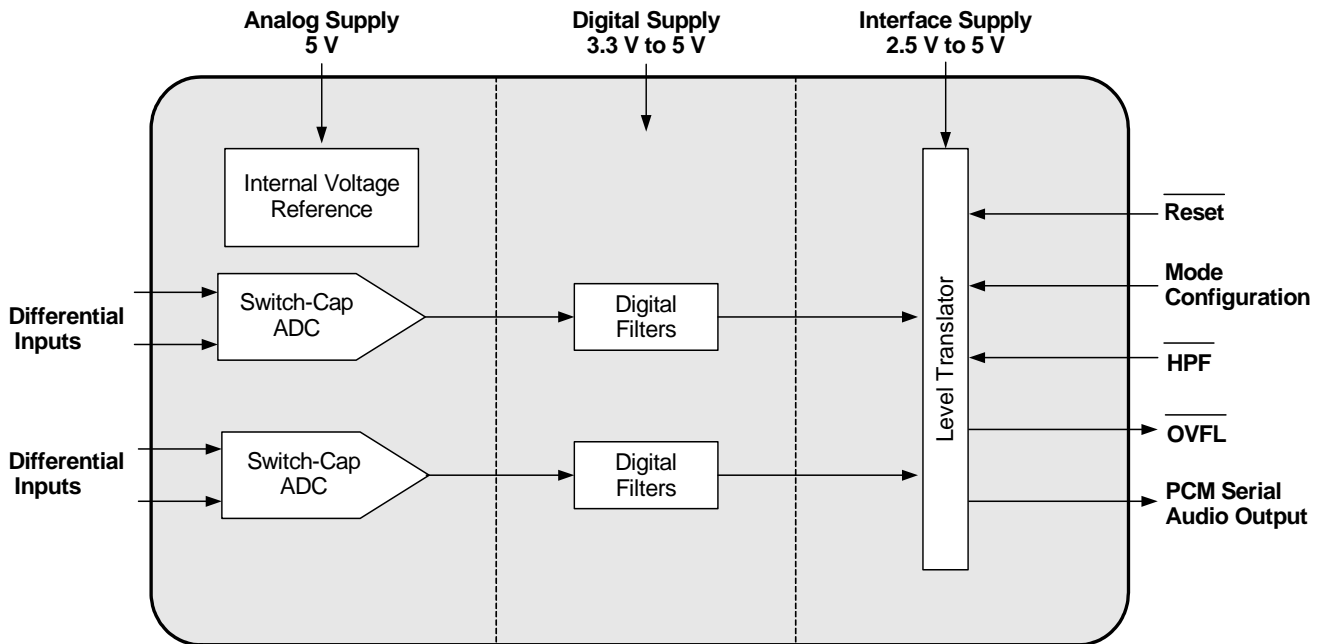 Analog Supply
5 V
Digital Supply
3.3 V to 5 V
Interface Supply
2.5 V to 5 V
Internal Voltage
Reference
Differential
Inputs
Switch-Cap
ADC
Digital
Filters
Differential
Inputs
Switch-Cap
ADC
Digital
Filters
Level Translator
Reset
Mode
Configuration
HPF
OVFL
PCM Serial
Audio Output